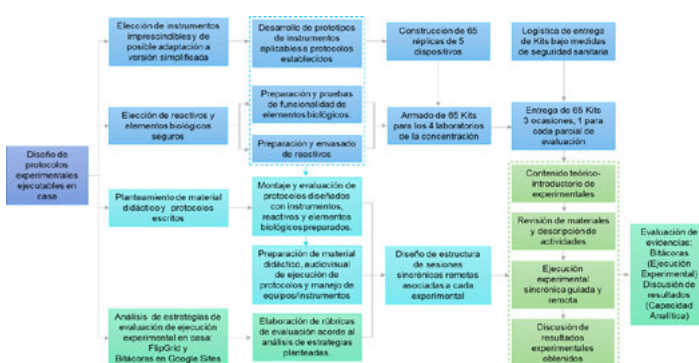 Elección de instrumentos
imprescindibles y de
posible adaptación a
versión simplificada
Desarrollo de prototipos
de instrumentos
aplicables a protocolos
establecidos
Construcción de 65
réplicas de 5
dispositivos
Logística de entrega
de Kits bajo medidas
de seguridad sanitaria
Elección de reactivos y
elementos biológicos
seguros
Preparación y pruebas
de funcionalidad de
elementos biológicos.
Preparación y envasado
de reactivos
Armado de 65 Kits
para los 4 laboratorios
de la concentración
Entrega de 65 Kits
3 ocasiones, 1 para
cada parcial de
evaluación
Diseño de
protocolos
experimentales
ejecutables en
casa
Planteamiento de material
didáctico y protocolos
escritos
Montaje y evaluación de
protocolos diseñados
con instrumentos,
reactivos y elementos
biológicos preparados.
Preparación de material
didáctico, audiovisual
de ejecución de
protocolos y manejo de
equipos/instrumentos
Diseño de estructura
de sesiones
sincrónicas remotas
asociadas a cada
experimental
Contenido teórico-
introductorio de
experimentales
Revisión de materiales
y descripción de
actividades
Ejecución
experimental
sincrónica guiada y
remota
Discusión de
resultados
experimentales
obtenidos
Evaluación de
evidencias:
Bitácoras
(Ejecución
Experimental)
Discusión de
resultados
(Capacidad
Analítica)
Análisis de estrategias de
evaluación de ejecución
experimental en casa:
FlipGrid y
Bitácoras en Google Sites
Elaboración de rúbricas
de evaluación acorde al
análisis de estrategias
planteadas.